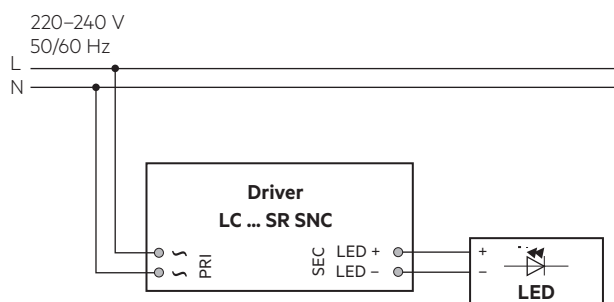 220–240 V
50/60 Hz
L
N
Driver
LC ... SR SNC
~ PRI SEC LED +
~ LED –
+
–
LED